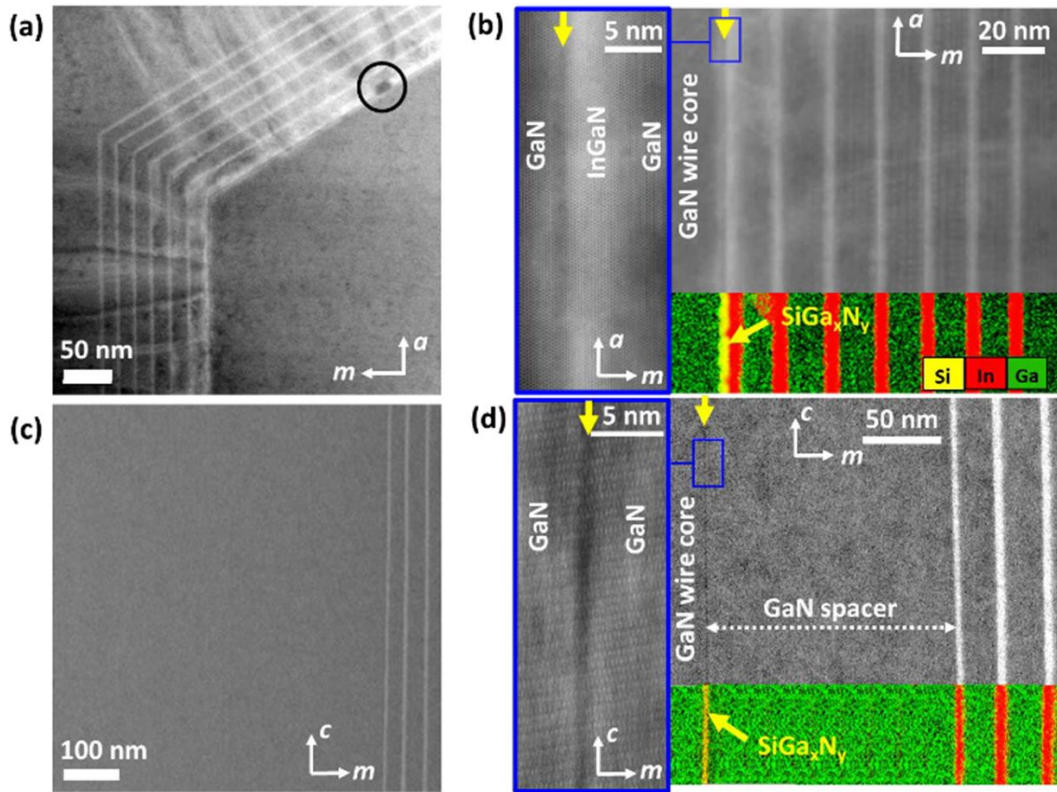 (a)
50 nm
a
m
(b)
5 nm
GaN
InGaN
GaN
a
m
GaN wire core
a
m
20 nm
SiGaxNy
Si In Ga
(c)
100 nm
c
m
(d)
5 nm
GaN
GaN
c
m
GaN wire core
c
m
50 nm
GaN spacer
SiGaxNy